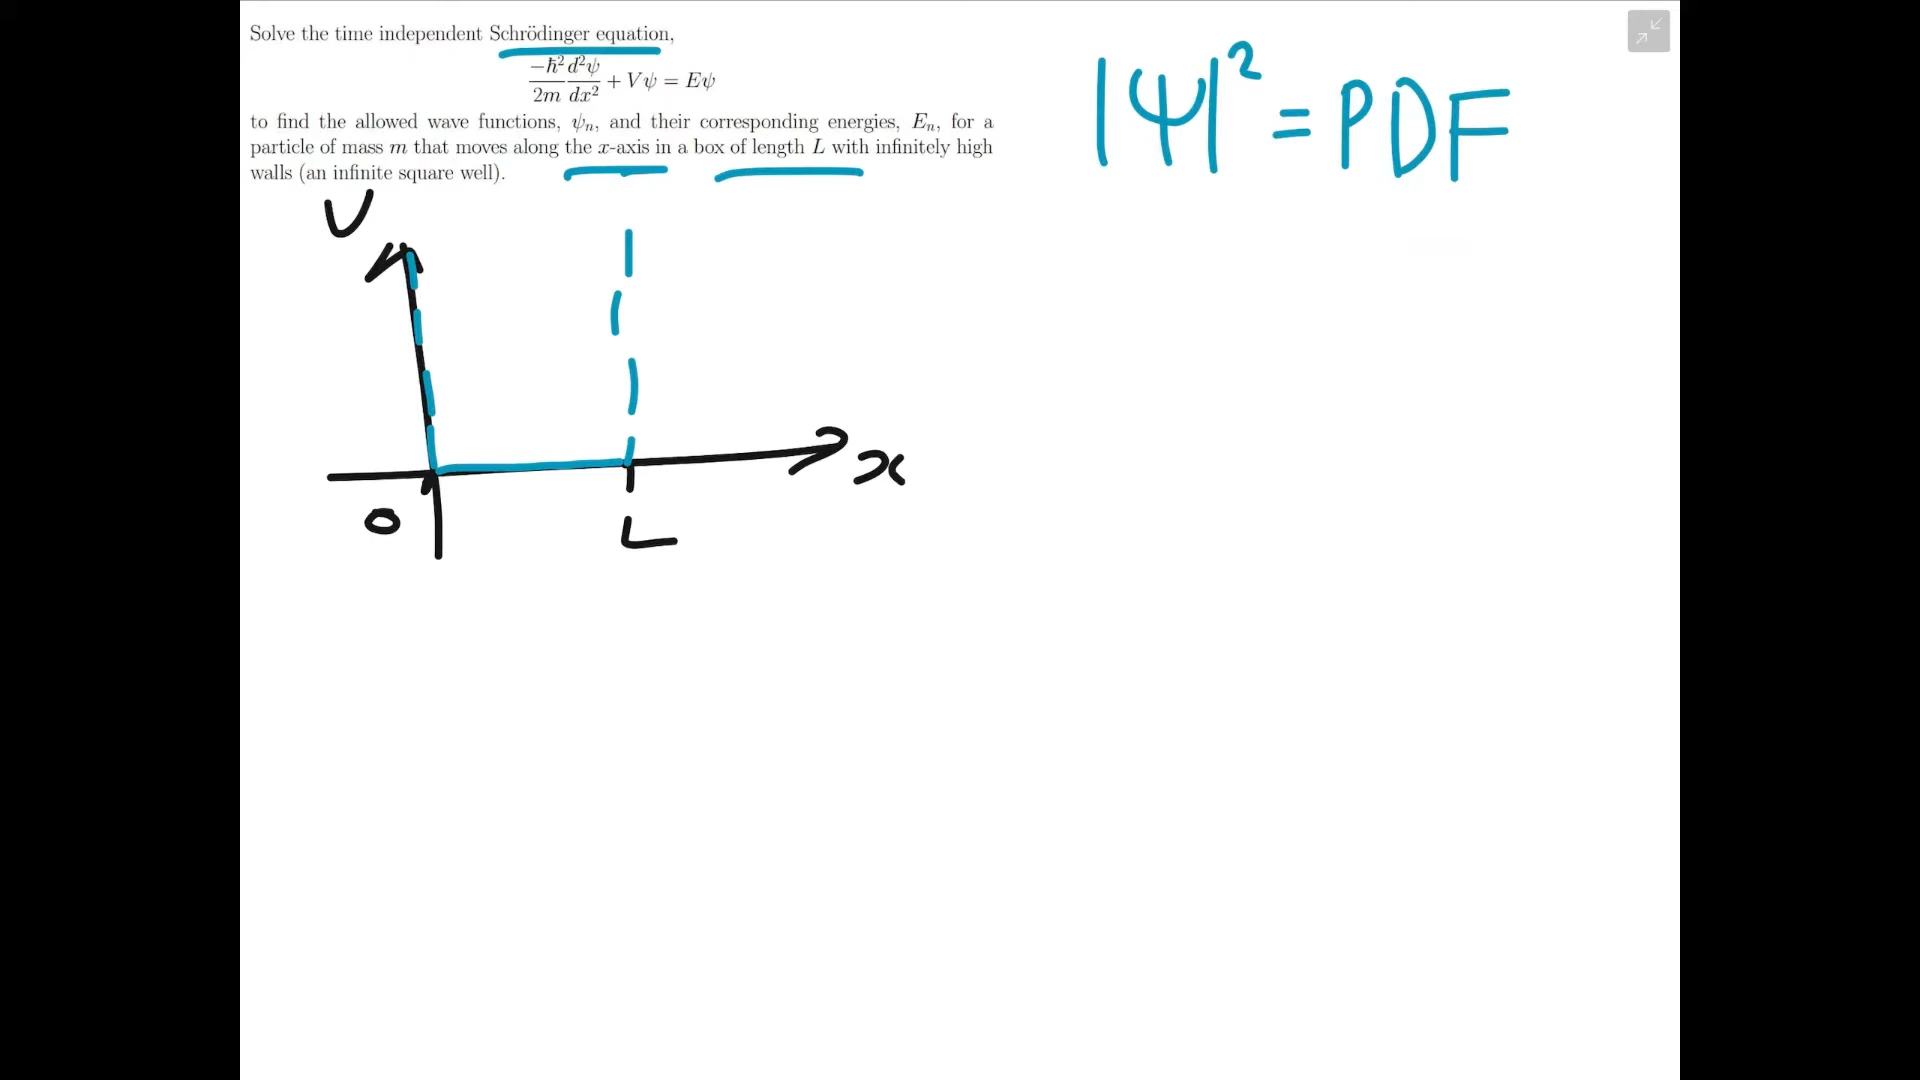 Solve the time independent Schrödinger equation,
−ħ²/2m d²ψ/dx² + Vψ = Eψ
to find the allowed wave functions, ψₙ, and their corresponding energies, Eₙ, for a
particle of mass m that moves along the x-axis in a box of length L with infinitely high
walls (an infinite square well).
|ψ|² = PDF
V
x
0
L